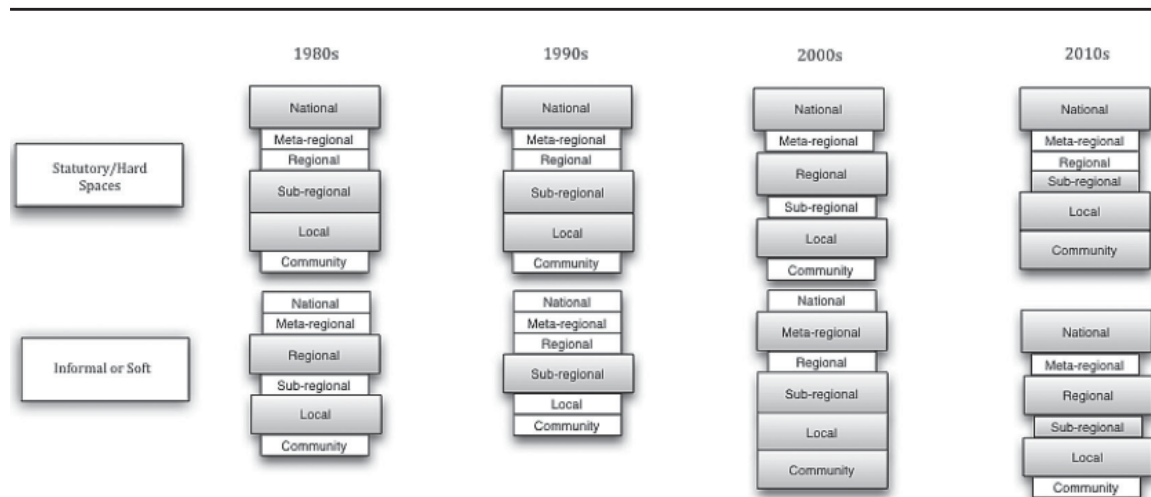 1980s
1990s
2000s
2010s
Statutory/Hard
Spaces
National
Meta-regional
Regional
Sub-regional
Local
Community
National
Meta-regional
Regional
Sub-regional
Local
Community
National
Meta-regional
Regional
Sub-regional
Local
Community
National
Meta-regional
Regional
Sub-regional
Local
Community
Informal or Soft
National
Meta-regional
Regional
Sub-regional
Local
Community
National
Meta-regional
Regional
Sub-regional
Local
Community
National
Meta-regional
Regional
Sub-regional
Local
Community
National
Meta-regional
Regional
Sub-regional
Local
Community